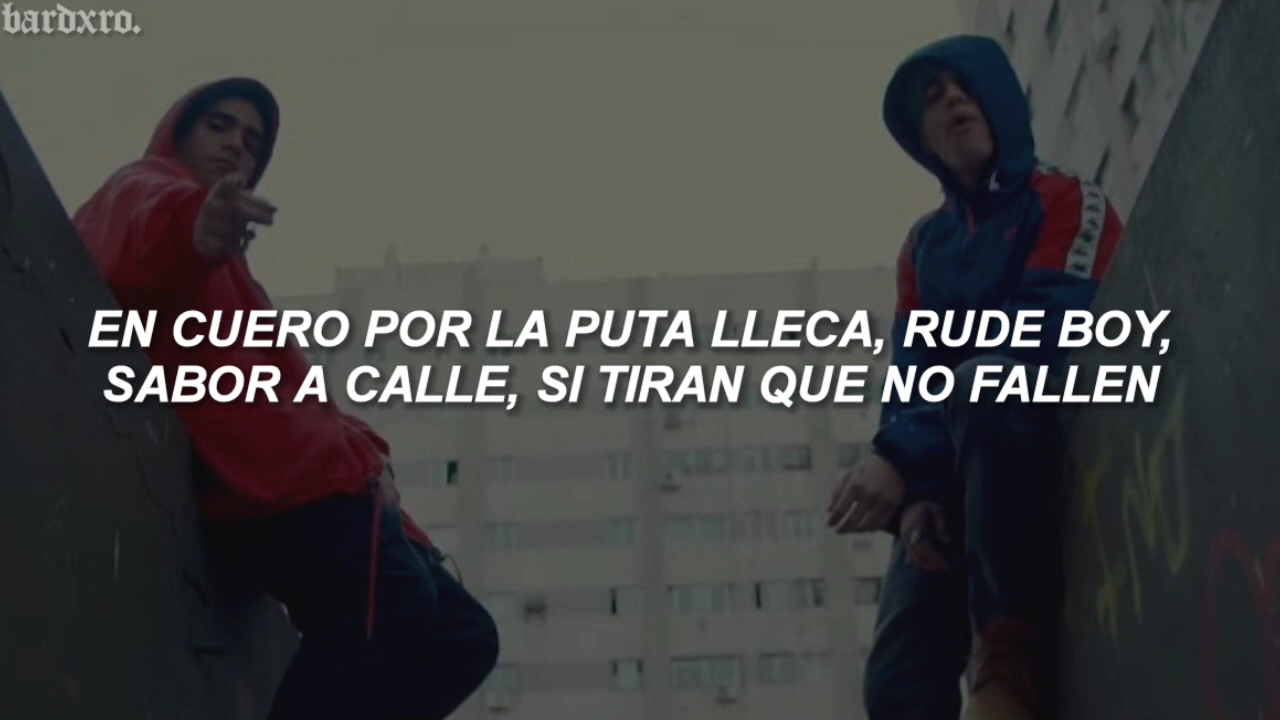 bardxro.
EN CUERO POR LA PUTA LLECA, RUDE BOY,
SABOR A CALLE, SI TIRAN QUE NO FALLEN